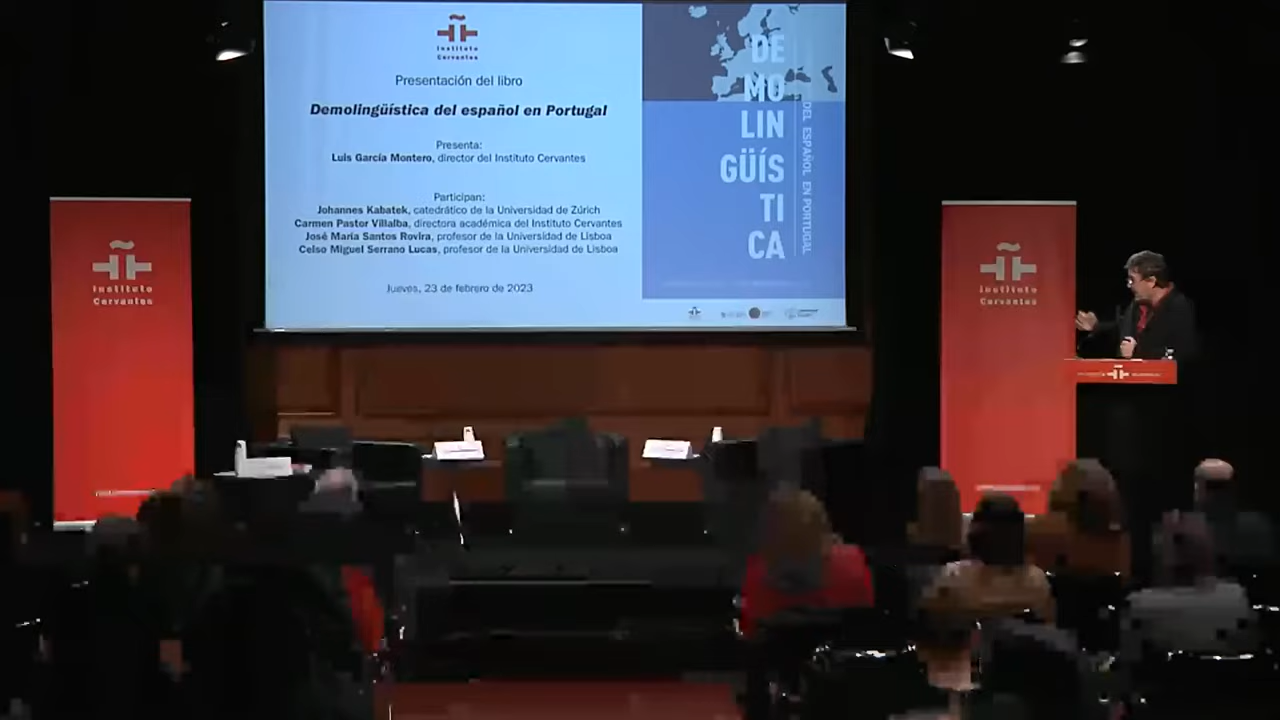 Instituto
Cervantes
Presentación del libro
Demolingüística del español en Portugal
Presenta:
Luis García Montero, director del Instituto Cervantes
Participan:
Johannes Kabatek, catedrático de la Universidad de Zúrich
Carmen Pastor Villalba, directora académica del Instituto Cervantes
José María Santos Rovira, profesor de la Universidad de Lisboa
Celso Miguel Serrano Lucas, profesor de la Universidad de Lisboa
Jueves, 23 de febrero de 2023
DE
MO
LIN
GÜÍS
TI
CA
DEL ESPAÑOL EN PORTUGAL
Instituto
Cervantes
Instituto
Cervantes